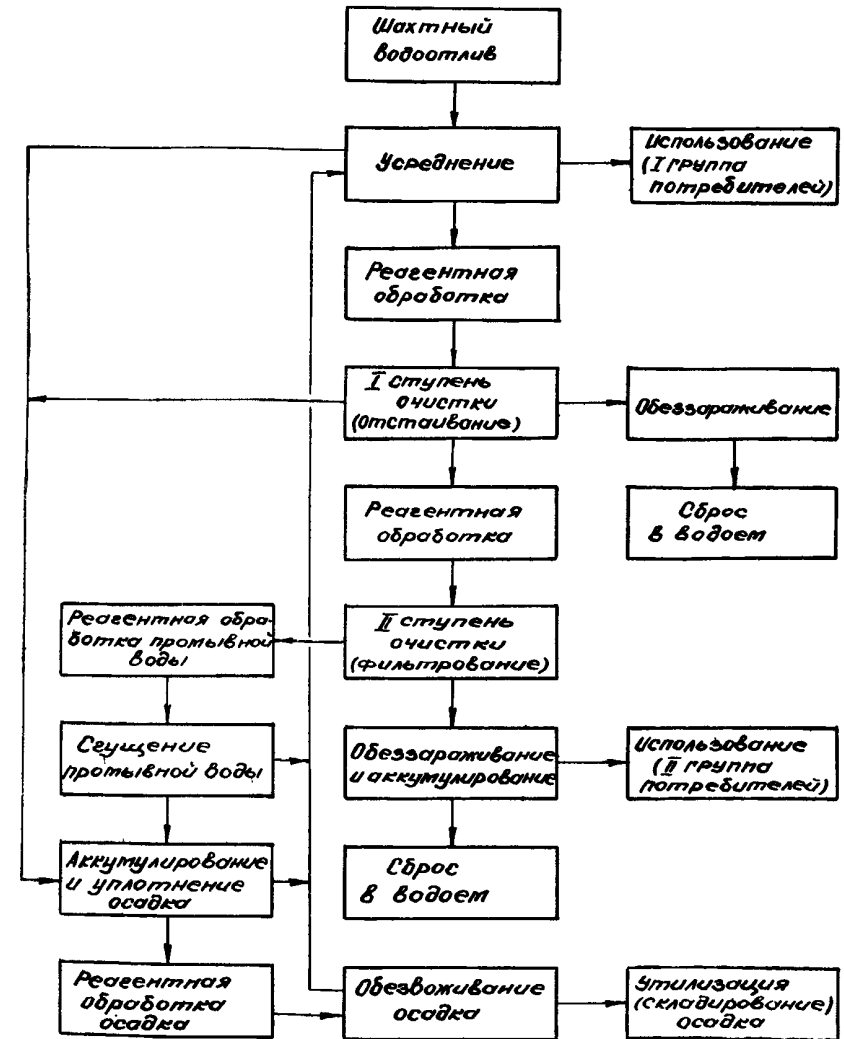 Шахтный
водоотлив
Усреднение
Использование
(I группа
потребителей)
Реагентная
обработка
I ступень
очистки
(отстаивание)
Обеззараживание
Реагентная
обработка
Сброс
в водоем
Реагентная обра-
ботка промывной
воды
II ступень
очистки
(фильтрование)
Сгущение
промывной воды
Обеззараживание
и аккумулирование
Использование
(II группа
потребителей)
Аккумулирование
и уплотнение
осадка
Сброс
в водоем
Реагентная
обработка
осадка
Обезвоживание
осадка
Утилизация
(складирование)
осадка